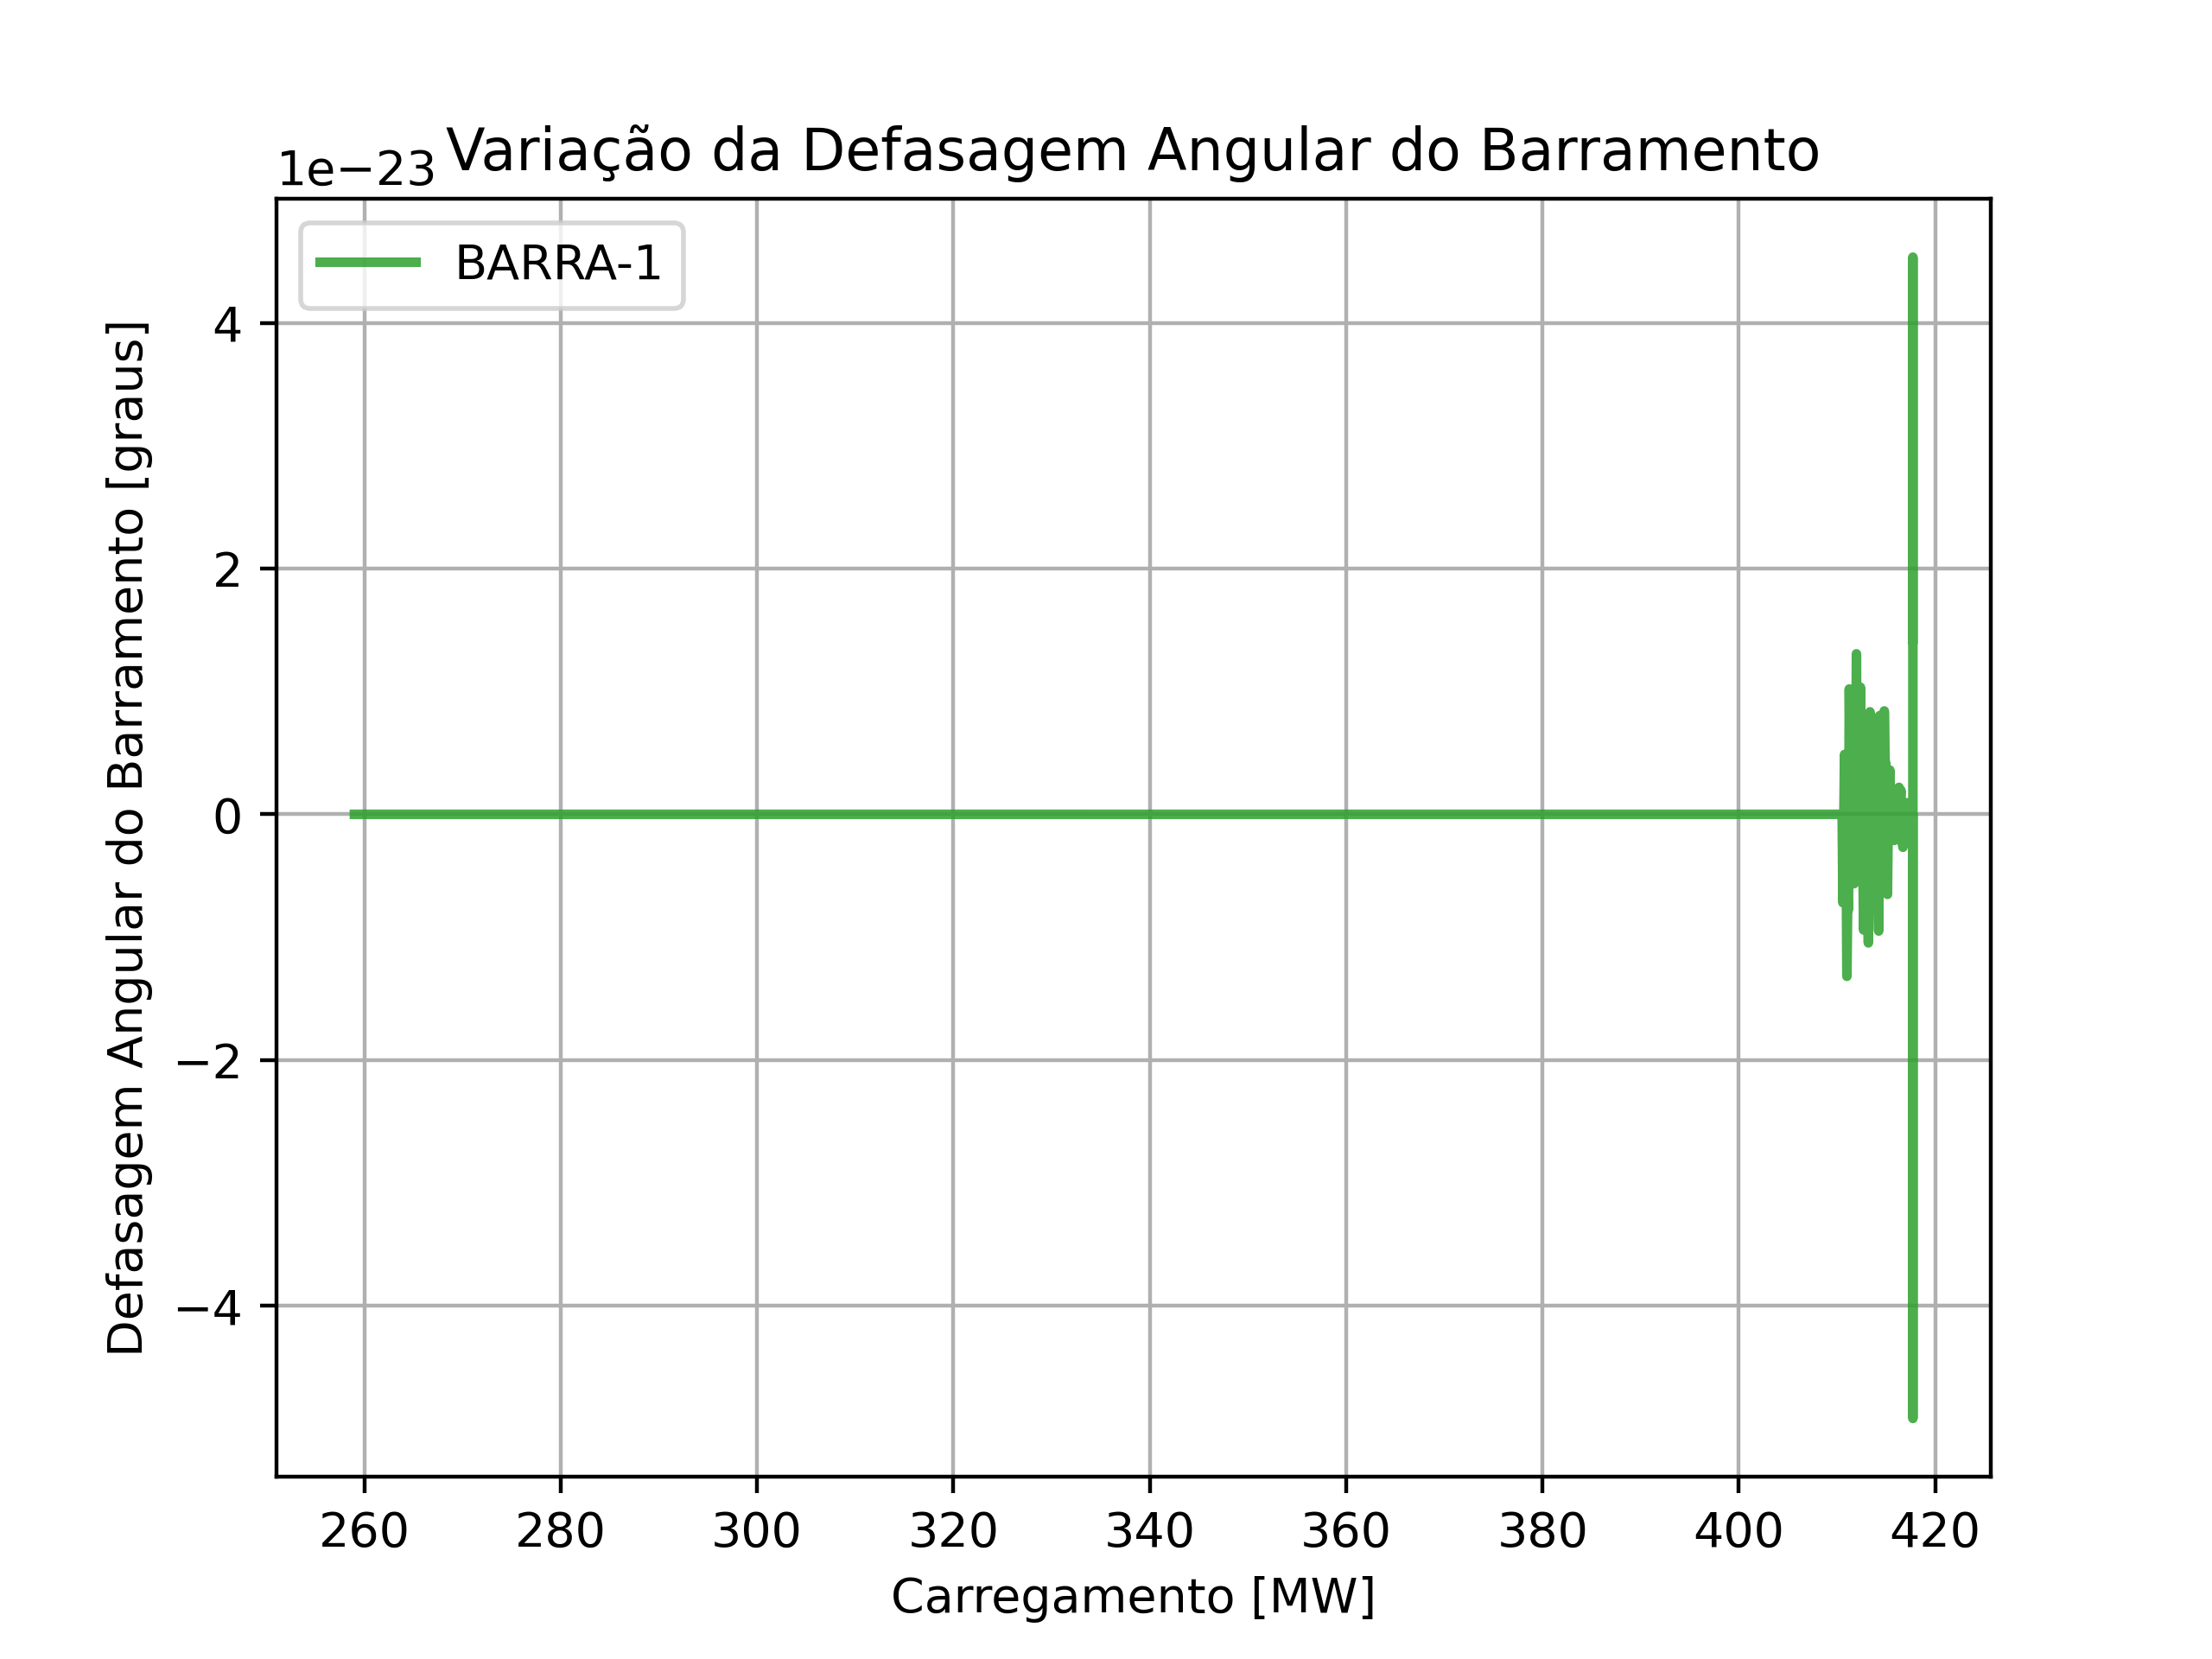 Variação da Defasagem Angular do Barramento
1e−23
BARRA-1
Defasagem Angular do Barramento [graus]
4
2
0
−2
−4
260 280 300 320 340 360 380 400 420
Carregamento [MW]